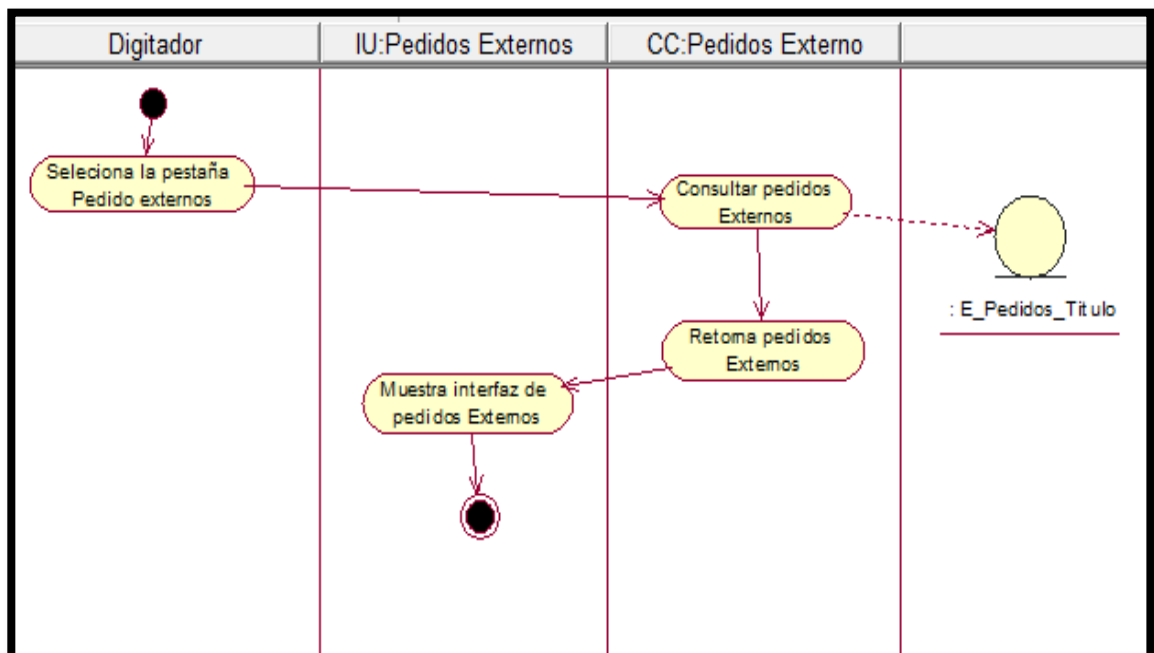 Digitador
IU:Pedidos Externos
CC:Pedidos Externo
Seleciona la pestaña
Pedido externos
Consultar pedidos
Externos
: E_Pedidos_Titulo
Retorna pedidos
Externos
Muestra interfaz de
pedidos Externos